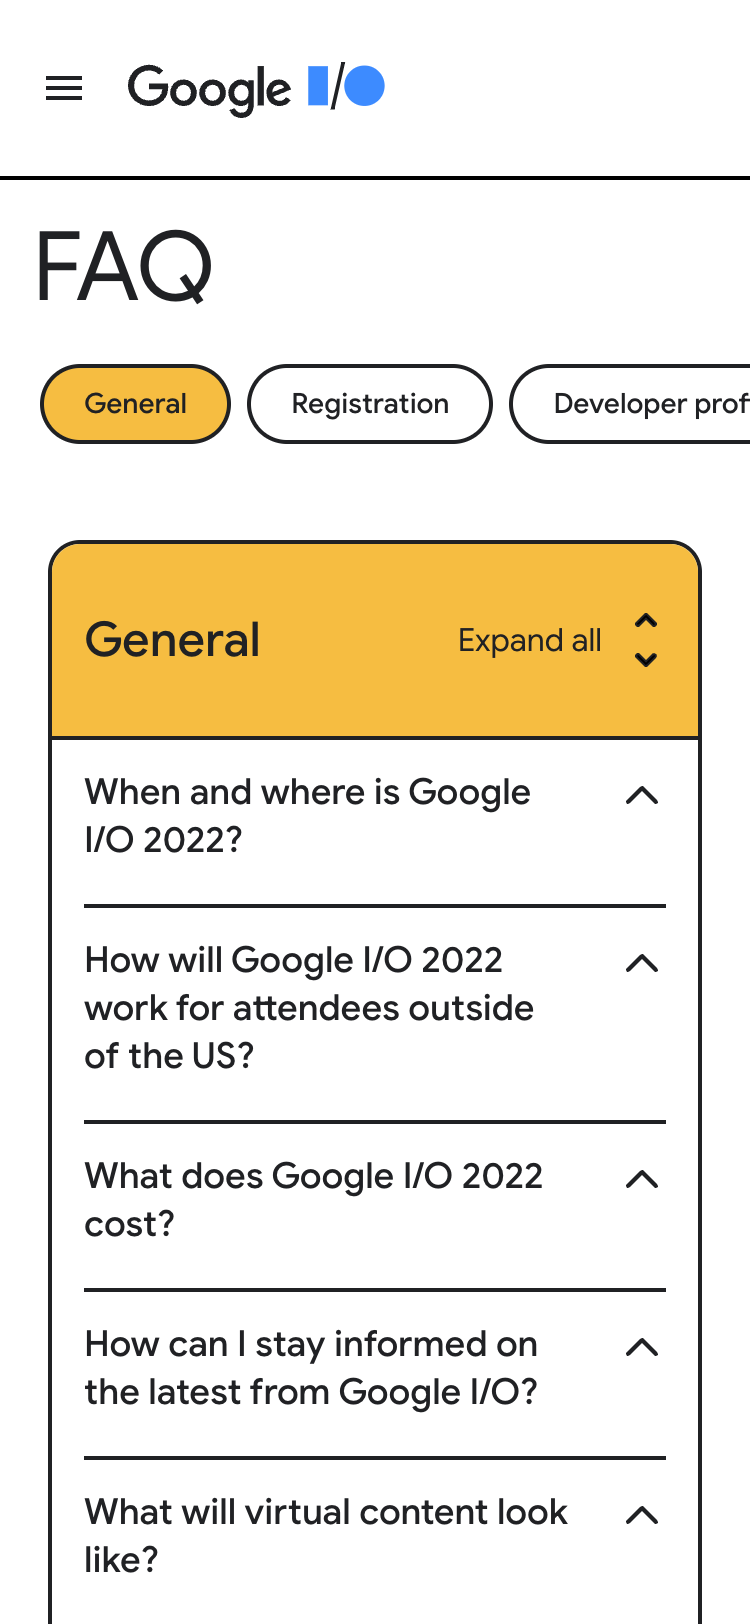 Google I/O
FAQ
General
Registration
Developer prof
General
Expand all
When and where is Google
I/O 2022?
How will Google I/O 2022
work for attendees outside
of the US?
What does Google I/O 2022
cost?
How can I stay informed on
the latest from Google I/O?
What will virtual content look
like?